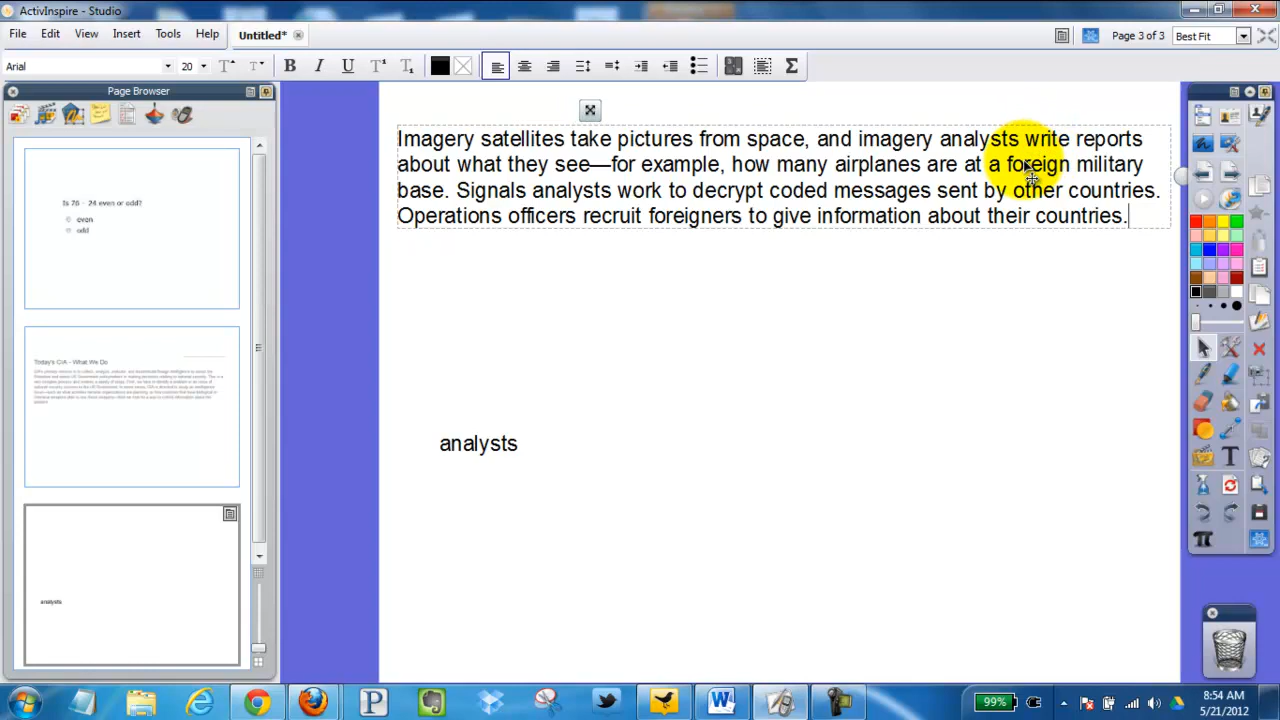 ActivInspire - Studio
File Edit View Insert Tools Help Untitled* Page 3 of 3 Best Fit
Arial 20
Page Browser
Is 76 - 24 even or odd?
even
odd
Today's CIA - What We Do
analysts
Imagery satellites take pictures from space, and imagery analysts write reports
about what they see—for example, how many airplanes are at a foreign military
base. Signals analysts work to decrypt coded messages sent by other countries.
Operations officers recruit foreigners to give information about their countries.
analysts
99%
8:54 AM
5/21/2012